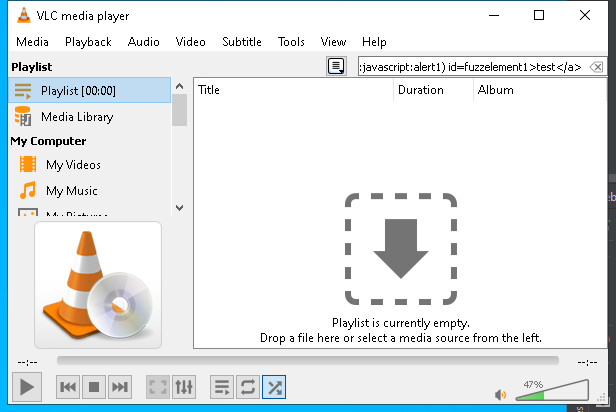 VLC media player
Media Playback Audio Video Subtitle Tools View Help
Playlist
:javascript:alert1) id=fuzzelement1>test</a>
Playlist [00:00]
Title Duration Album
Media Library
My Computer
My Videos
My Music
Playlist is currently empty.
Drop a file here or select a media source from the left.
--:-- --:--
47%